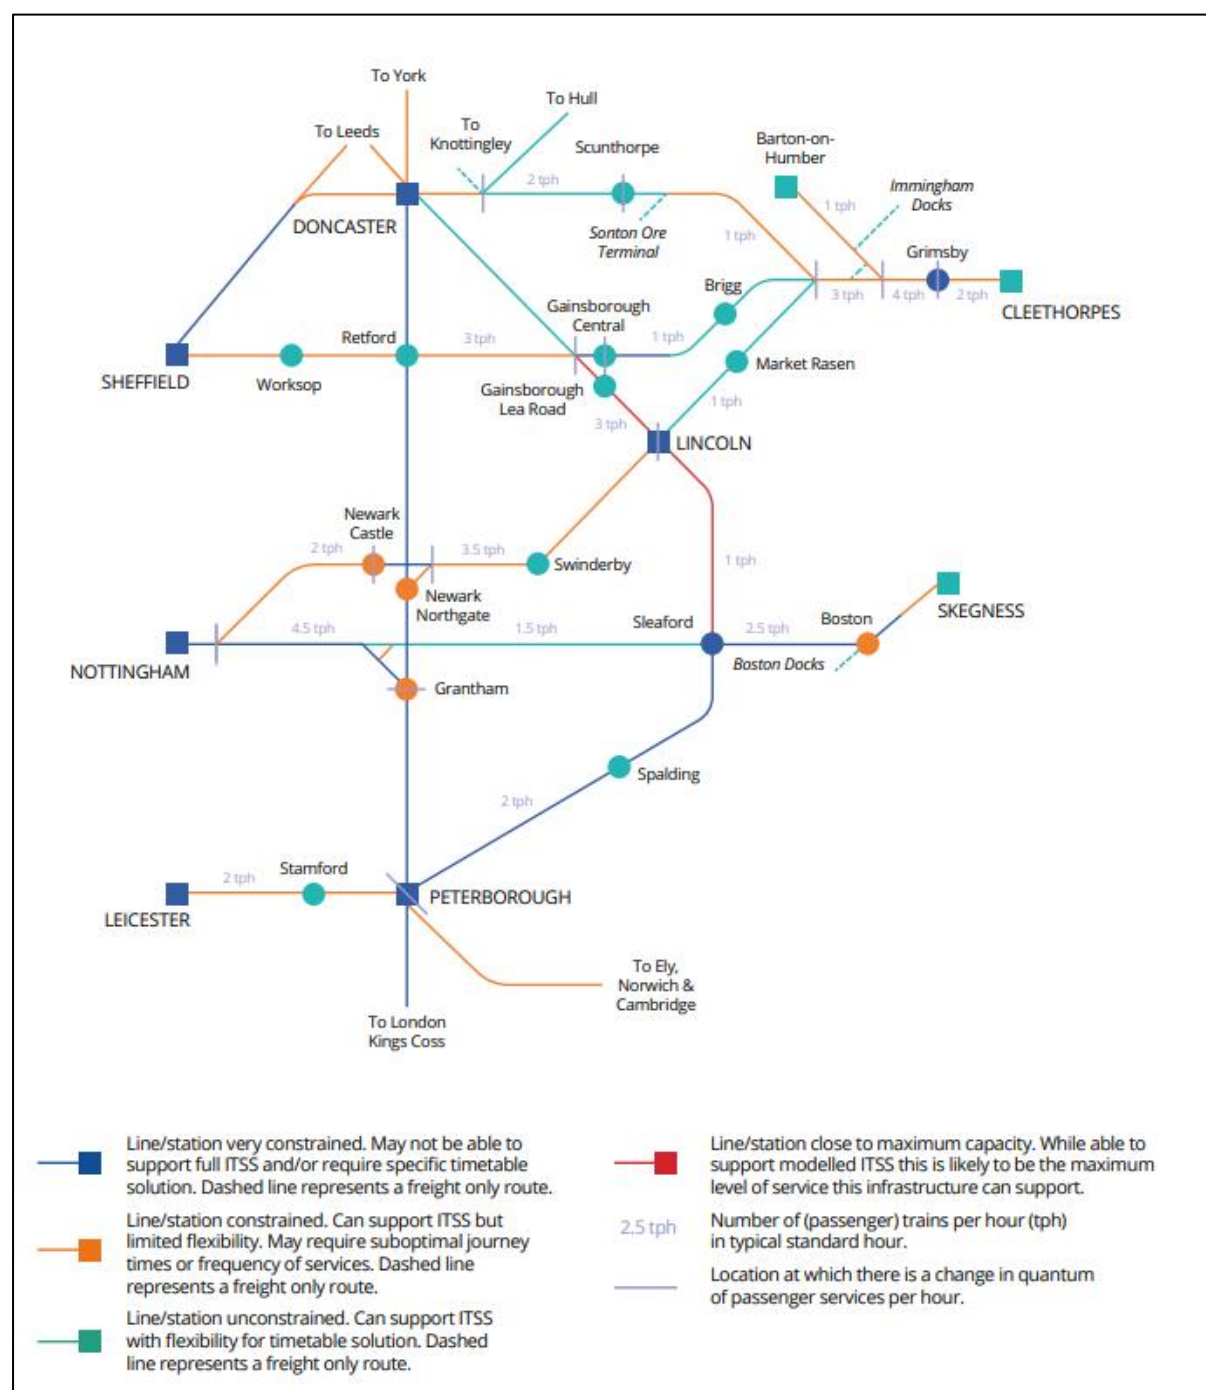 To York
To Hull
To Leeds
To
Knottingley
Scunthorpe
Barton-on-
Humber
2 tph
Immingham
Docks
1 tph
DONCASTER
Sonton Ore
Terminal
1 tph
Grimsby
Brigg
3 tph
4 tph
2 tph
CLEETHORPES
Gainsborough
Central
Retford
3 tph
1 tph
Market Rasen
SHEFFIELD
Worksop
Gainsborough
Lea Road
1 tph
3 tph
LINCOLN
Newark
Castle
2 tph
3.5 tph
Swinderby
1 tph
Newark
Northgate
SKEGNESS
4.5 tph
1.5 tph
Sleaford
2.5 tph
Boston
NOTTINGHAM
Boston Docks
Grantham
Spalding
2 tph
Stamford
2 tph
LEICESTER
PETERBOROUGH
To Ely,
Norwich &
Cambridge
To London
Kings Coss
Line/station very constrained. May not be able to
support full ITSS and/or require specific timetable
solution. Dashed line represents a freight only route.
Line/station constrained. Can support ITSS but
limited flexibility. May require suboptimal journey
times or frequency of services. Dashed line
represents a freight only route.
Line/station unconstrained. Can support ITSS
with flexibility for timetable solution. Dashed
line represents a freight only route.
Line/station close to maximum capacity. While able to
support modelled ITSS this is likely to be the maximum
level of service this infrastructure can support.
2.5 tph
Number of (passenger) trains per hour (tph)
in typical standard hour.
Location at which there is a change in quantum
of passenger services per hour.